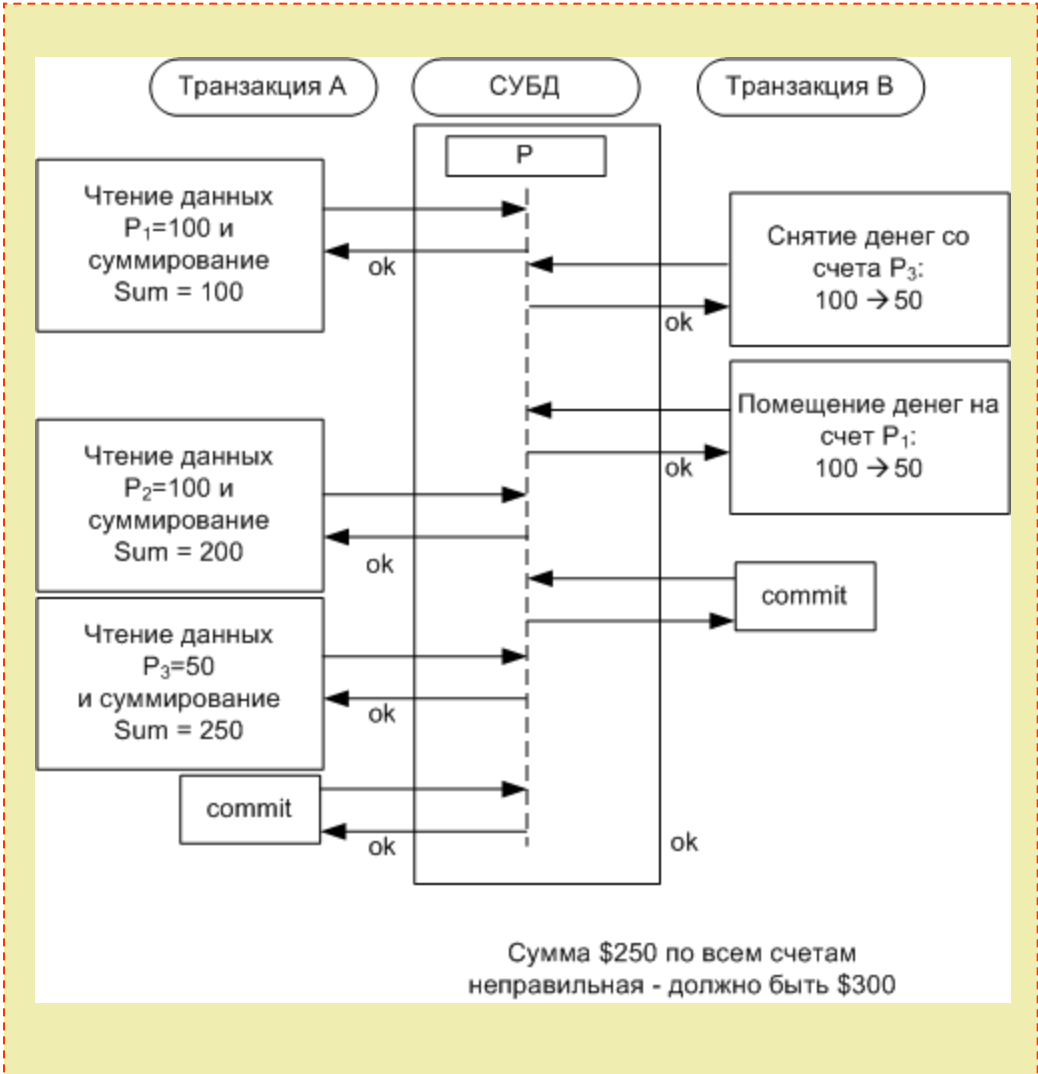 Транзакция А
СУБД
Транзакция В
P
Чтение данных
P₁=100 и
суммирование
Sum = 100
ok
Снятие денег со
счета P₃:
100 → 50
ok
Помещение денег на
счет P₁:
100 → 50
ok
Чтение данных
P₂=100 и
суммирование
Sum = 200
ok
commit
Чтение данных
P₃=50
и суммирование
Sum = 250
ok
commit
ok
ok
Сумма $250 по всем счетам
неправильная - должно быть $300